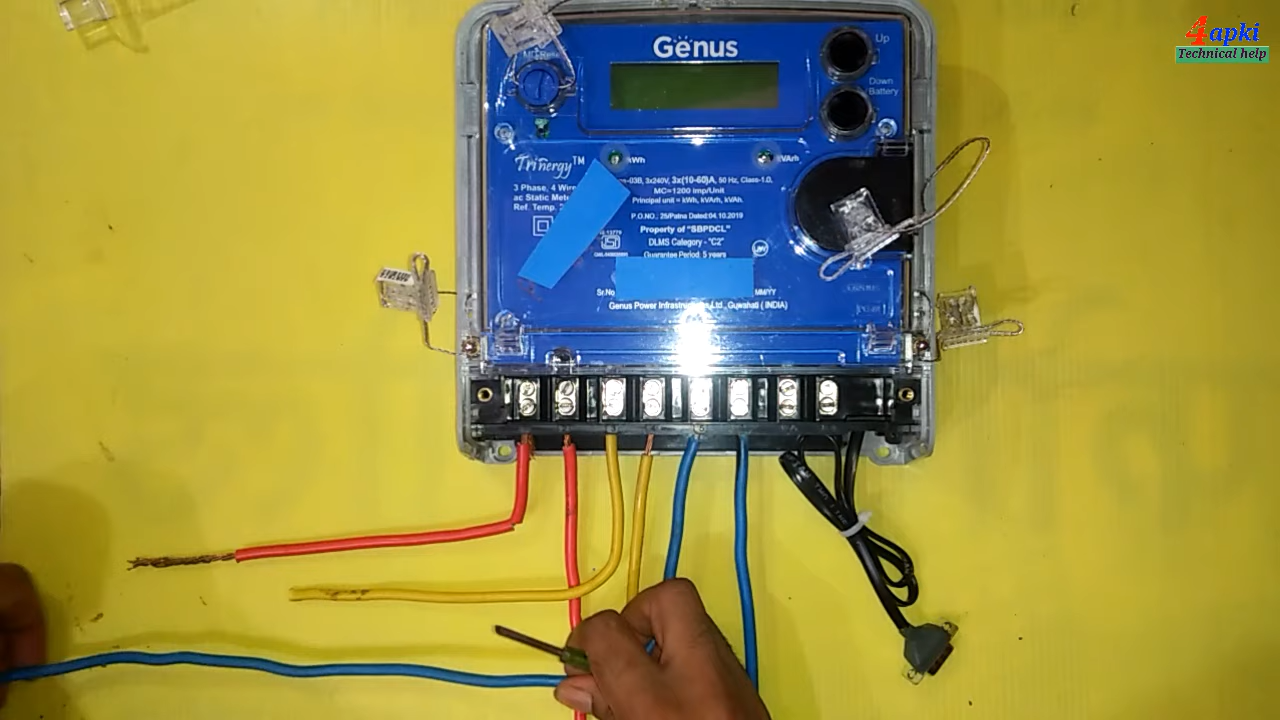 4apki
Technical help
Genus
Up
Down
Battery
kWh
kVArh
Trinergy™
3 Phase, 4 Wire
ac Static
Ref. Temp.
-03B, 3x240V, 3x(10-60)A, 50 Hz, Class-1.0,
MC=1200 imp/Unit
Principal unit = kWh, kVArh, kVAh.
P.O.NO., 25/Patna Dated:04.10.2019
Property of "SBPDCL"
DLMS Category - "C2"
Guarantee Period: 5 years
Sr.No
MM/YY
Genus Power Ltd., Guwahati ( INDIA)